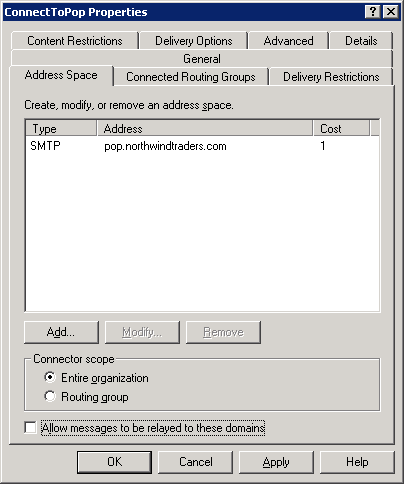 ConnectToPop Properties
Content Restrictions Delivery Options Advanced Details
General
Address Space Connected Routing Groups Delivery Restrictions
Create, modify, or remove an address space.
Type Address Cost
SMTP pop.northwindtraders.com 1
Add... Modify... Remove
Connector scope
Entire organization
Routing group
Allow messages to be relayed to these domains
OK Cancel Apply Help